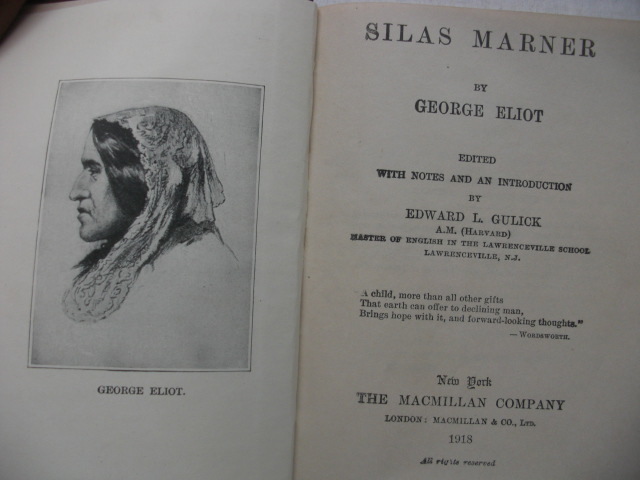 GEORGE ELIOT.
SILAS MARNER
BY
GEORGE ELIOT
EDITED
WITH NOTES AND AN INTRODUCTION
BY
EDWARD L. GULICK
A.M. (HARVARD)
MASTER OF ENGLISH IN THE LAWRENCEVILLE SCHOOL
LAWRENCEVILLE, N.J.
A child, more than all other gifts
That earth can offer to declining man,
Brings hope with it, and forward-looking thoughts."
— WORDSWORTH.
New York
THE MACMILLAN COMPANY
LONDON: MACMILLAN & CO., LTD.
1918
All rights reserved